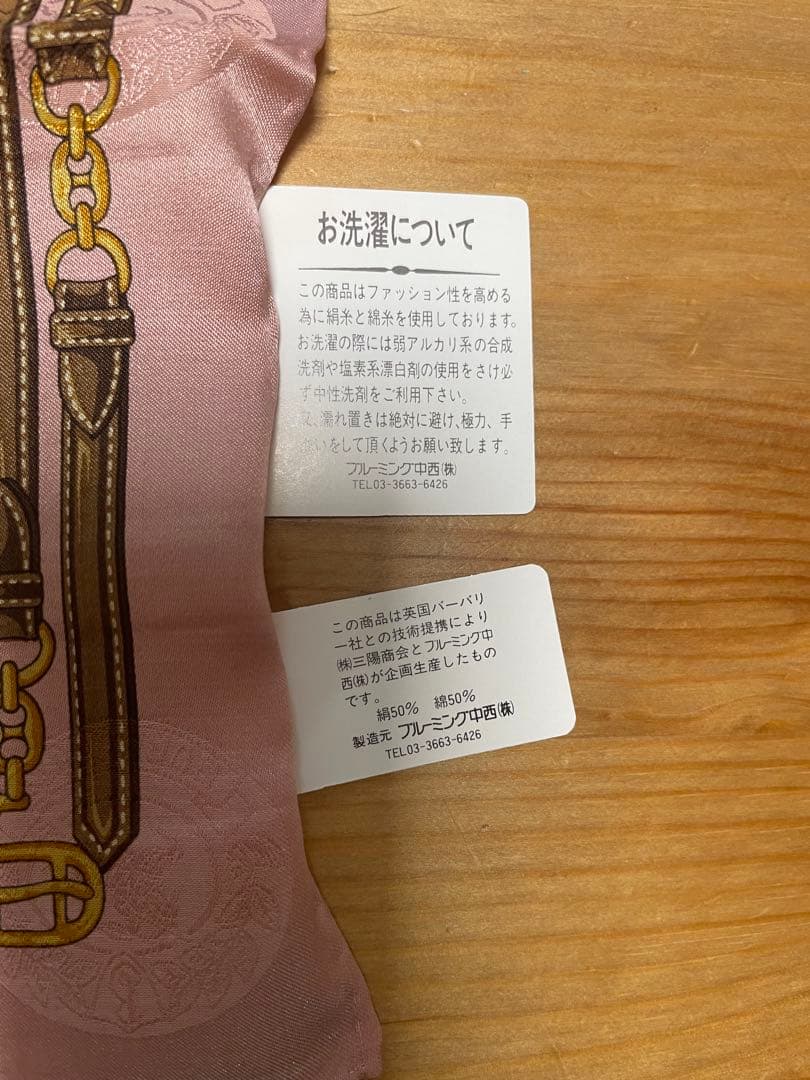 お洗濯について
この商品はファッション性を高める
為に絹糸と綿糸を使用しております。
お洗濯の際には弱アルカリ系の合成
洗剤や塩素系漂白剤の使用をさけ必
ず中性洗剤をご利用下さい。
又、濡れ置きは絶対に避け、極力、手
洗いをして頂くようお願い致します。
ブルーミング中西(株)
TEL03-3663-6426
この商品は英国バーバリ
ー社との技術提携により
(株)三陽商会とブルーミング中
西(株)が企画生産したもの
です。
絹50% 綿50%
製造元 ブルーミング中西(株)
TEL03-3663-6426